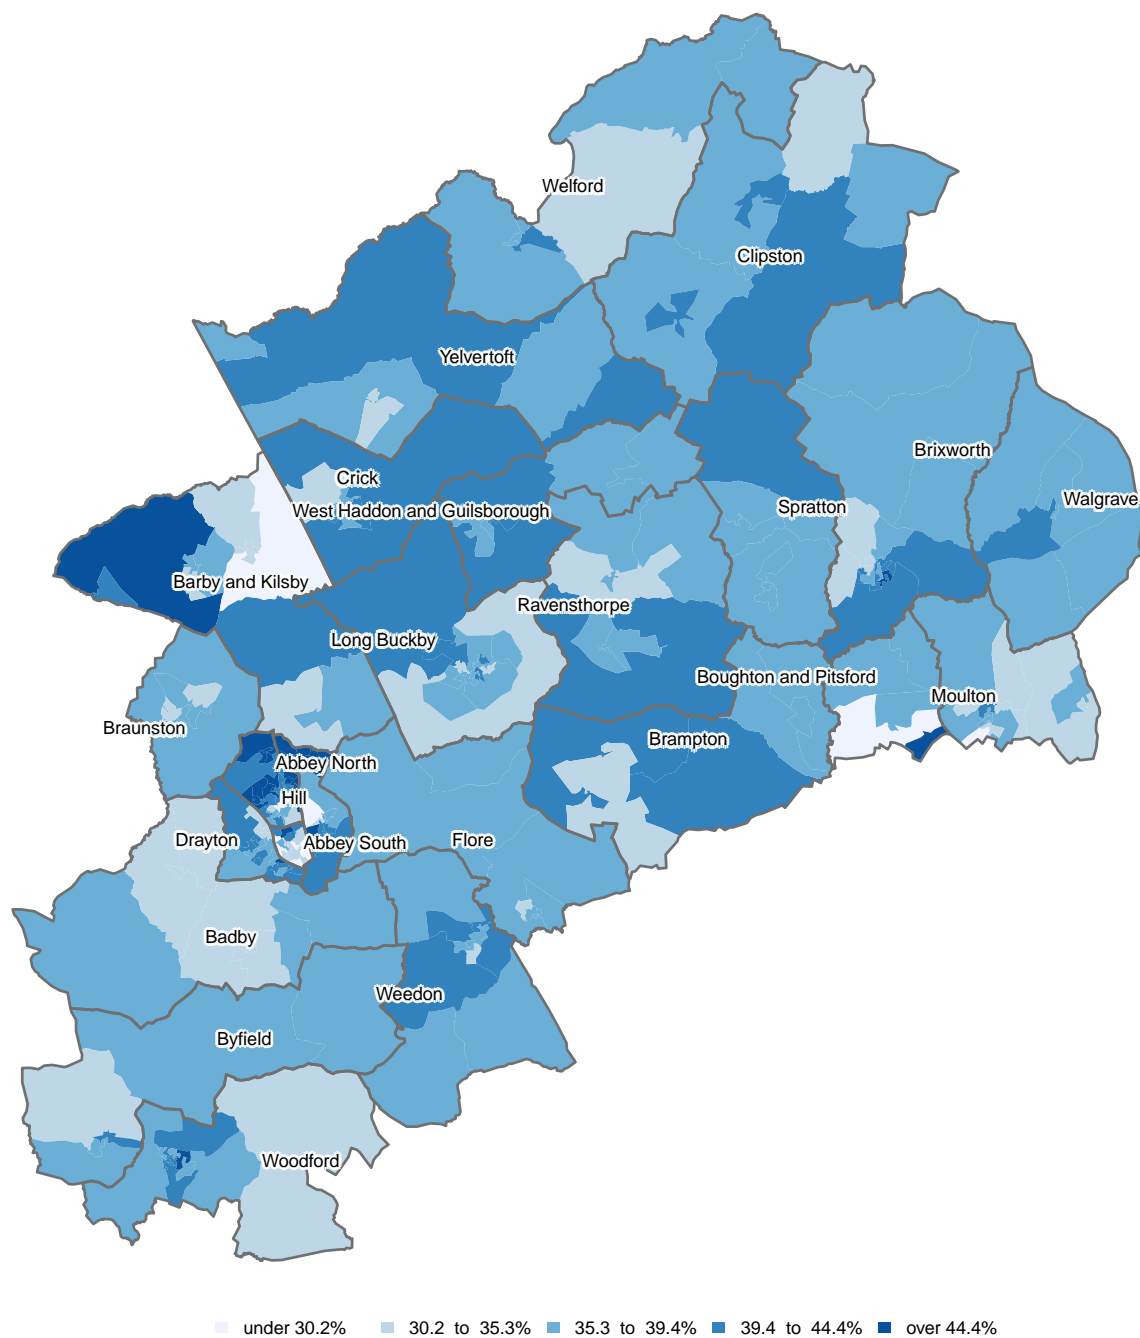 Welford
Clipston
Yelvertoft
Brixworth
Crick
Walgrave
West Haddon and Guilsborough
Spratton
Barby and Kilsby
Ravensthorpe
Long Buckby
Boughton and Pitsford
Moulton
Braunston
Brampton
Abbey North
Hill
Drayton
Abbey South
Flore
Badby
Weedon
Byfield
Woodford
under 30.2%
30.2 to 35.3%
35.3 to 39.4%
39.4 to 44.4%
over 44.4%